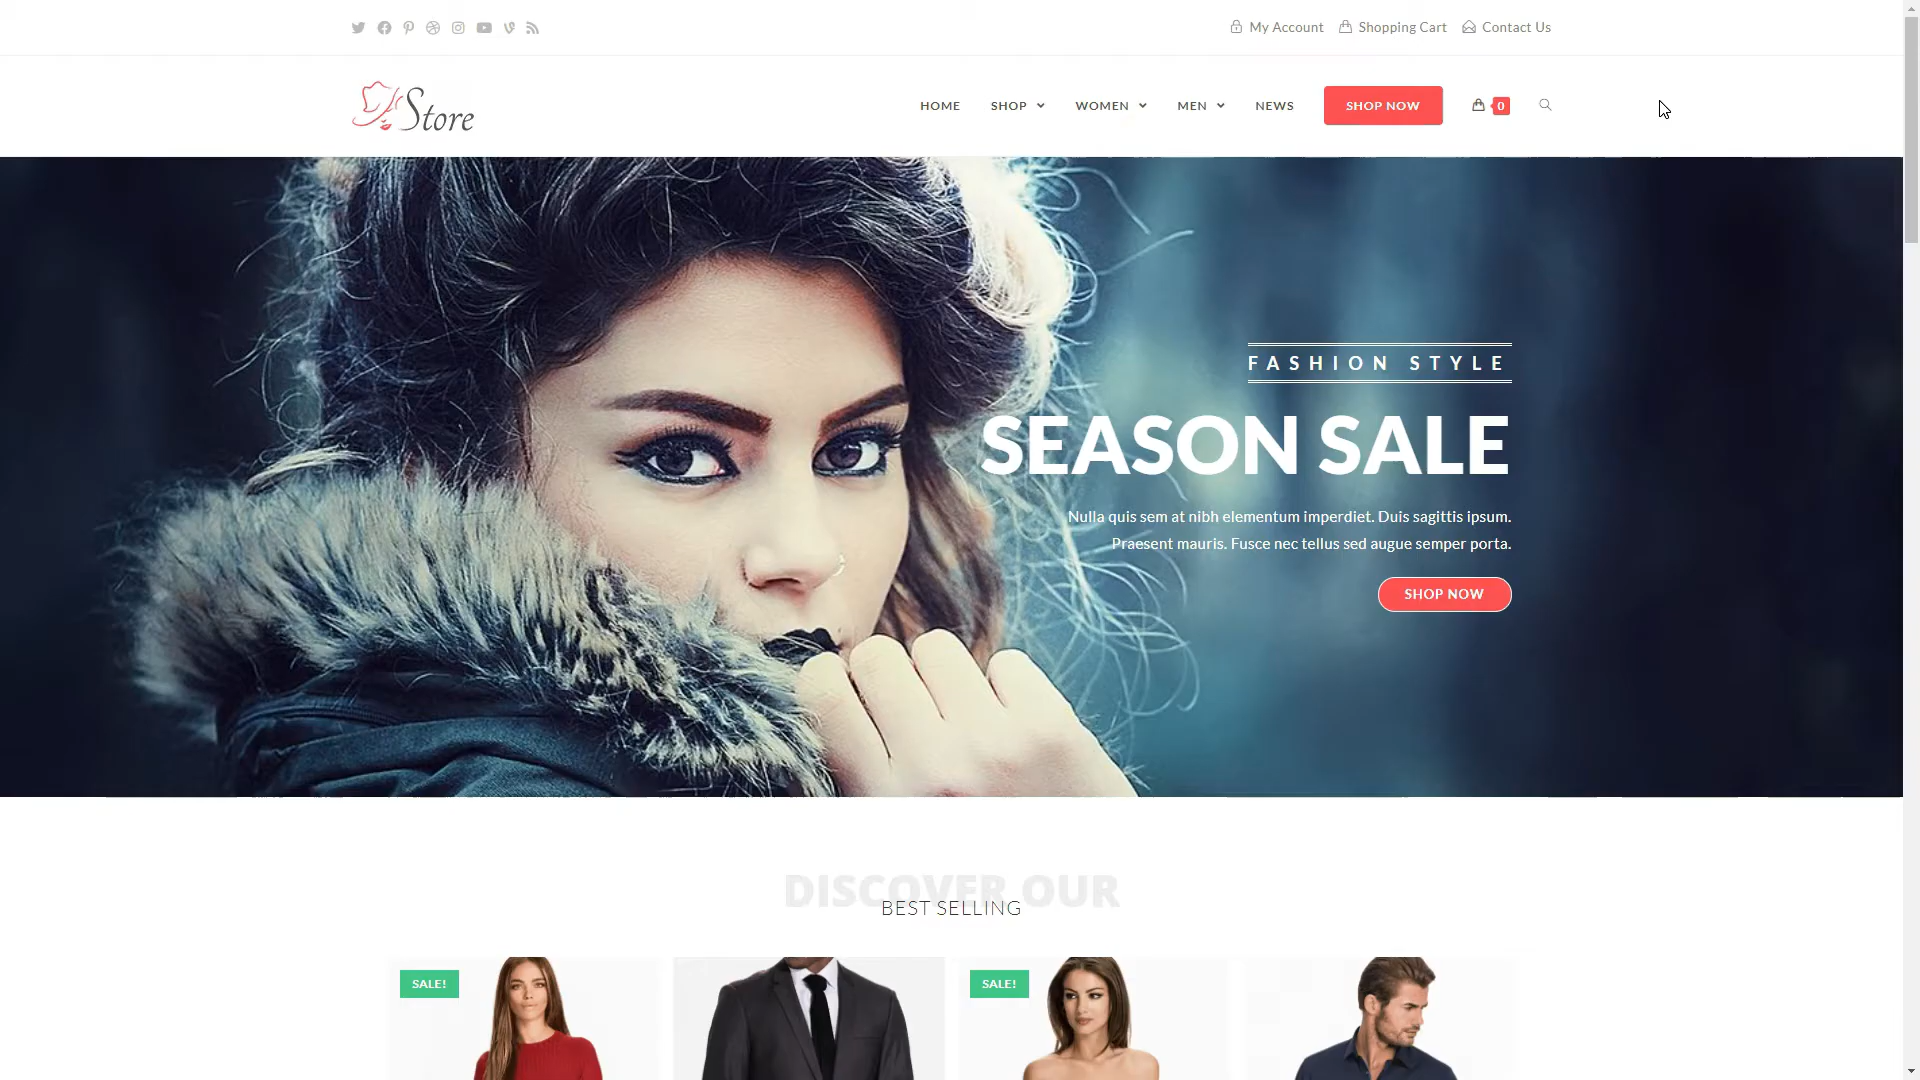 My Account Shopping Cart Contact Us
Store
HOME SHOP WOMEN MEN NEWS SHOP NOW 0
FASHION STYLE
SEASON SALE
Nulla quis sem at nibh elementum imperdiet. Duis sagittis ipsum.
Praesent mauris. Fusce nec tellus sed augue semper porta.
SHOP NOW
DISCOVER OUR
BEST SELLING
SALE! SALE!